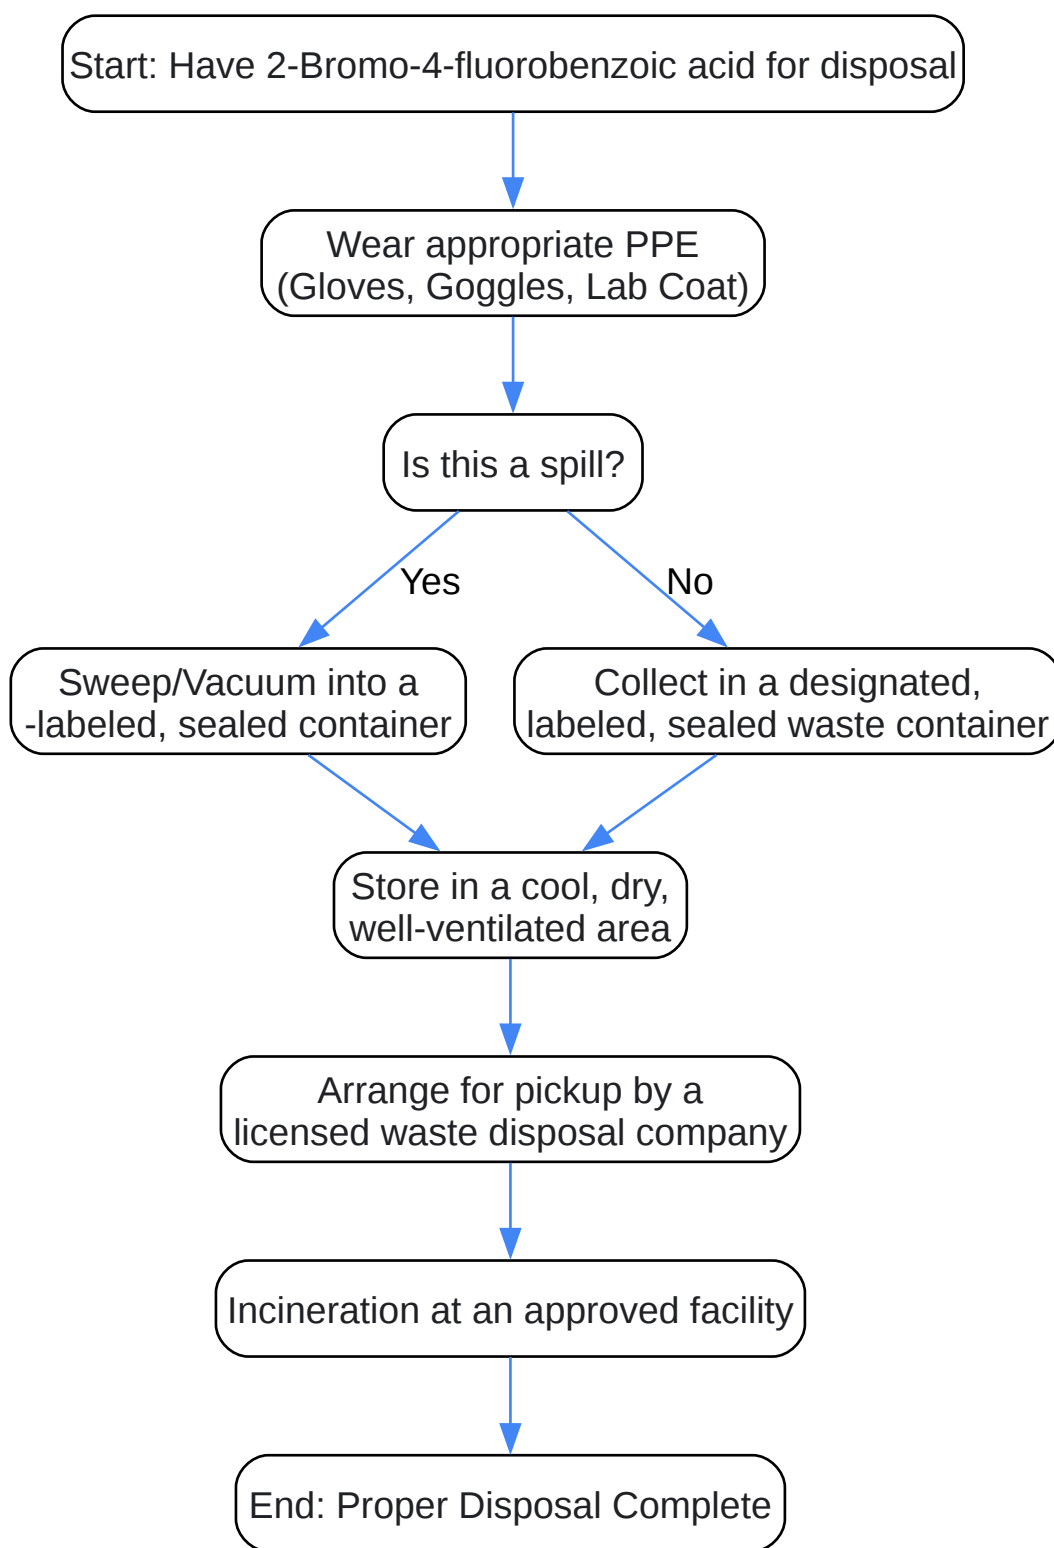 Start: Have 2-Bromo-4-fluorobenzoic acid for disposal
Wear appropriate PPE
(Gloves, Goggles, Lab Coat)
Is this a spill?
Yes
No
Sweep/Vacuum into a
-labeled, sealed container
Collect in a designated,
labeled, sealed waste container
Store in a cool, dry,
well-ventilated area
Arrange for pickup by a
licensed waste disposal company
Incineration at an approved facility
End: Proper Disposal Complete